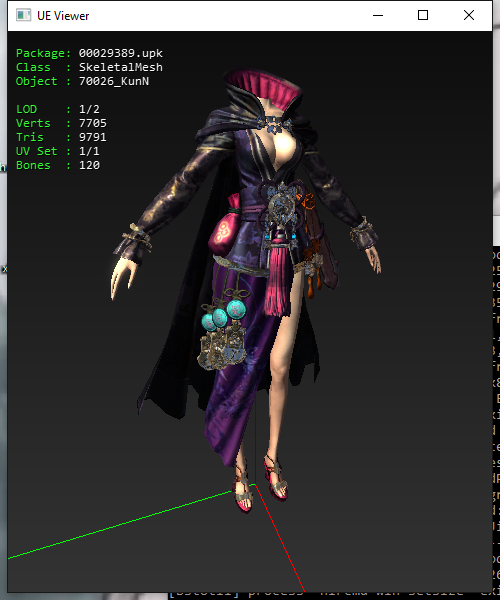 UE Viewer
Package: 00029389.upk
Class : SkeletalMesh
Object : 70026_KunN
LOD : 1/2
Verts : 7705
Tris : 9791
UV Set : 1/1
Bones : 120